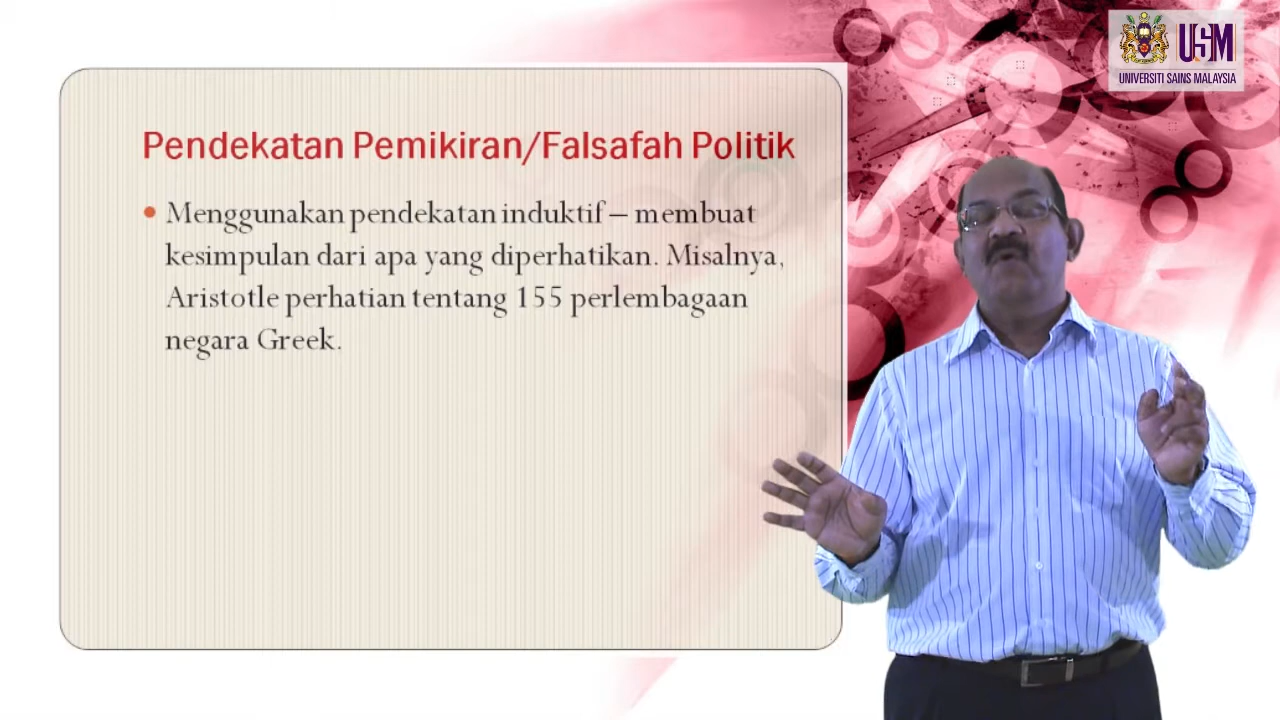 USM
UNIVERSITI SAINS MALAYSIA
Pendekatan Pemikiran/Falsafah Politik
• Menggunakan pendekatan induktif – membuat
kesimpulan dari apa yang diperhatikan. Misalnya,
Aristotle perhatian tentang 155 perlembagaan
negara Greek.